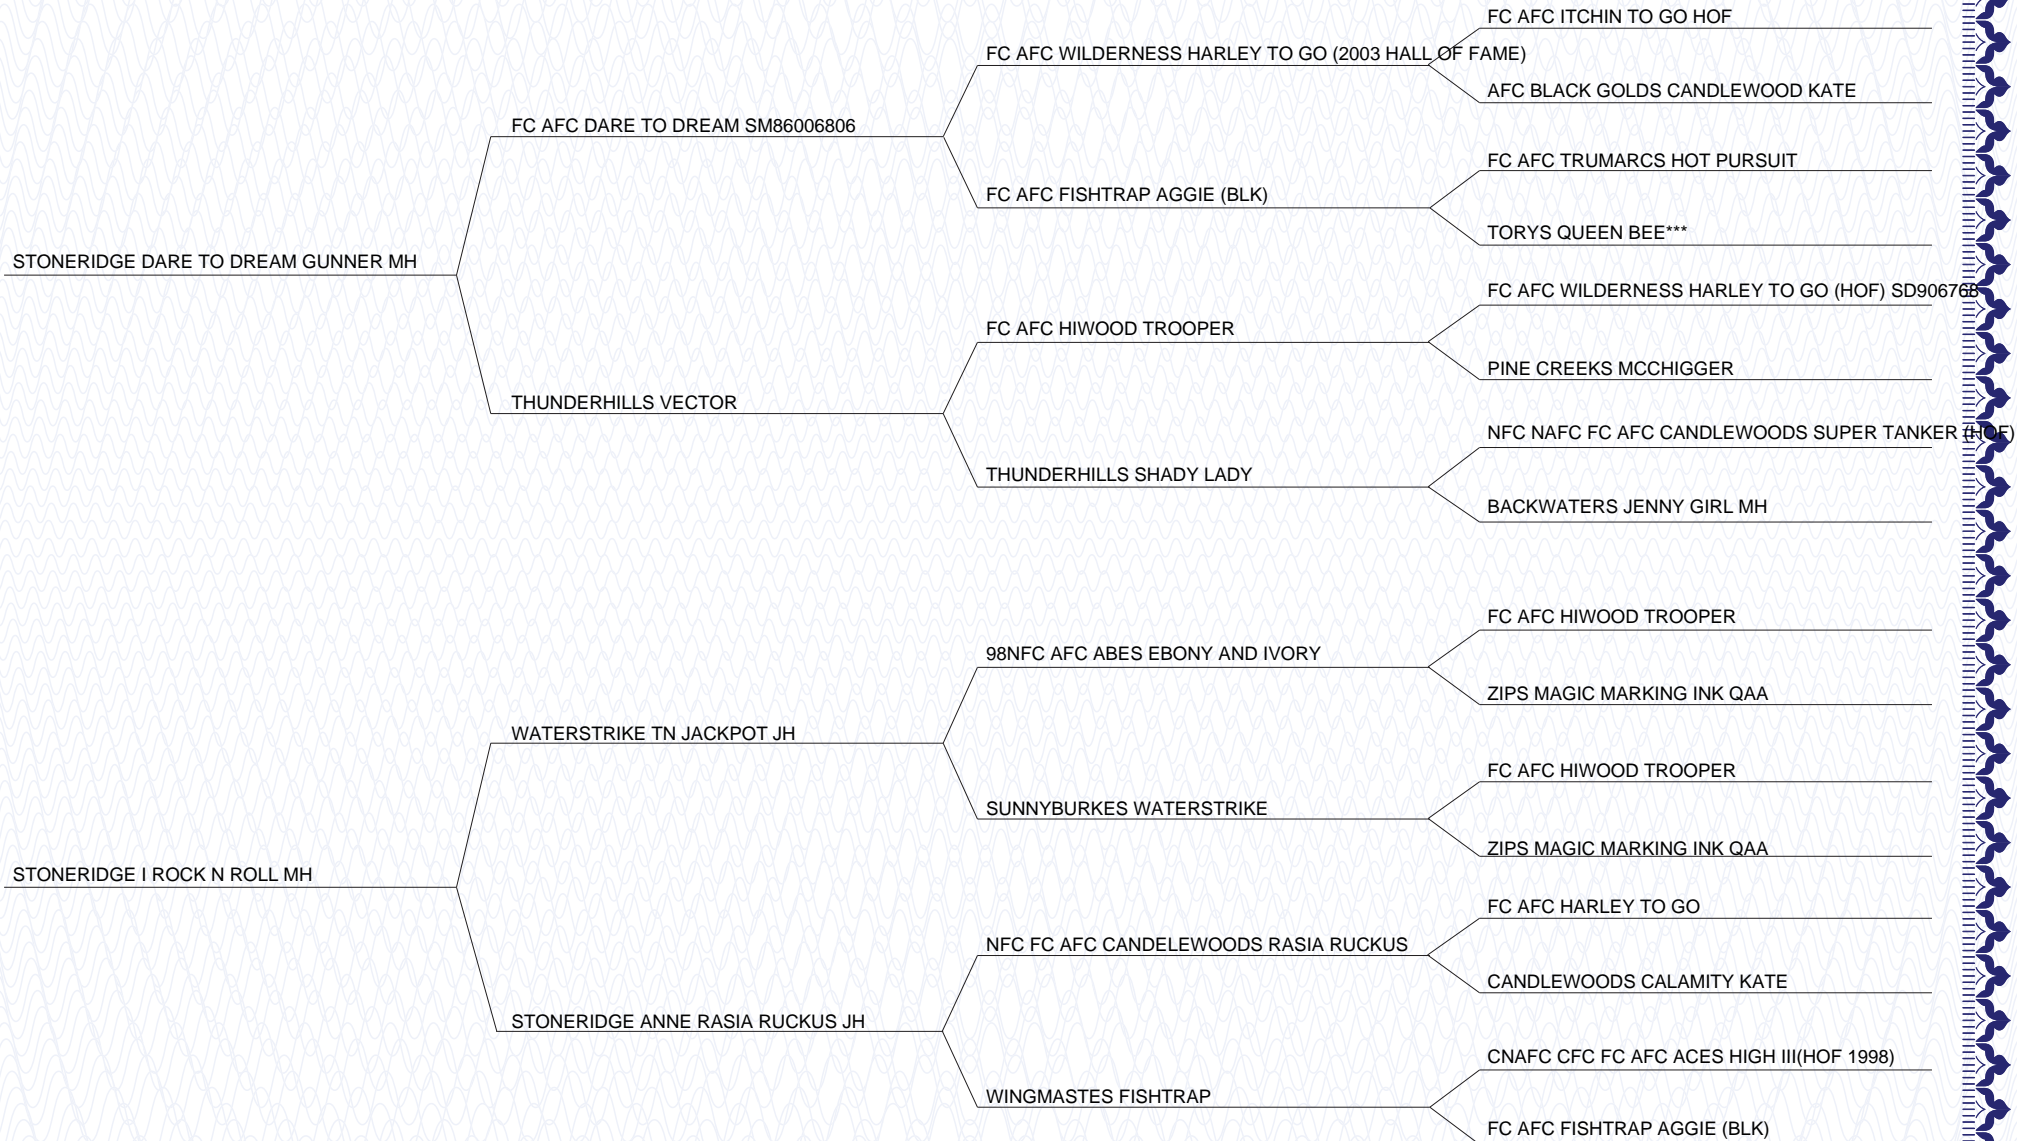 FC AFC ITCHIN TO GO HOF
FC AFC WILDERNESS HARLEY TO GO (2003 HALL OF FAME)
AFC BLACK GOLDS CANDLEWOOD KATE
FC AFC DARE TO DREAM SM86006806
FC AFC TRUMARCS HOT PURSUIT
FC AFC FISHTRAP AGGIE (BLK)
TORYS QUEEN BEE***
STONERIDGE DARE TO DREAM GUNNER MH
FC AFC WILDERNESS HARLEY TO GO (HOF) SD906768
FC AFC HIWOOD TROOPER
PINE CREEKS MCCHIGGER
THUNDERHILLS VECTOR
NFC NAFC FC AFC CANDLEWOODS SUPER TANKER (HOF)
THUNDERHILLS SHADY LADY
BACKWATERS JENNY GIRL MH
FC AFC HIWOOD TROOPER
98NFC AFC ABES EBONY AND IVORY
ZIPS MAGIC MARKING INK QAA
WATERSTRIKE TN JACKPOT JH
FC AFC HIWOOD TROOPER
SUNNYBURKES WATERSTRIKE
ZIPS MAGIC MARKING INK QAA
STONERIDGE I ROCK N ROLL MH
FC AFC HARLEY TO GO
NFC FC AFC CANDELEWOODS RASIA RUCKUS
CANDLEWOODS CALAMITY KATE
STONERIDGE ANNE RASIA RUCKUS JH
CNAFC CFC FC AFC ACES HIGH III(HOF 1998)
WINGMASTES FISHTRAP
FC AFC FISHTRAP AGGIE (BLK)